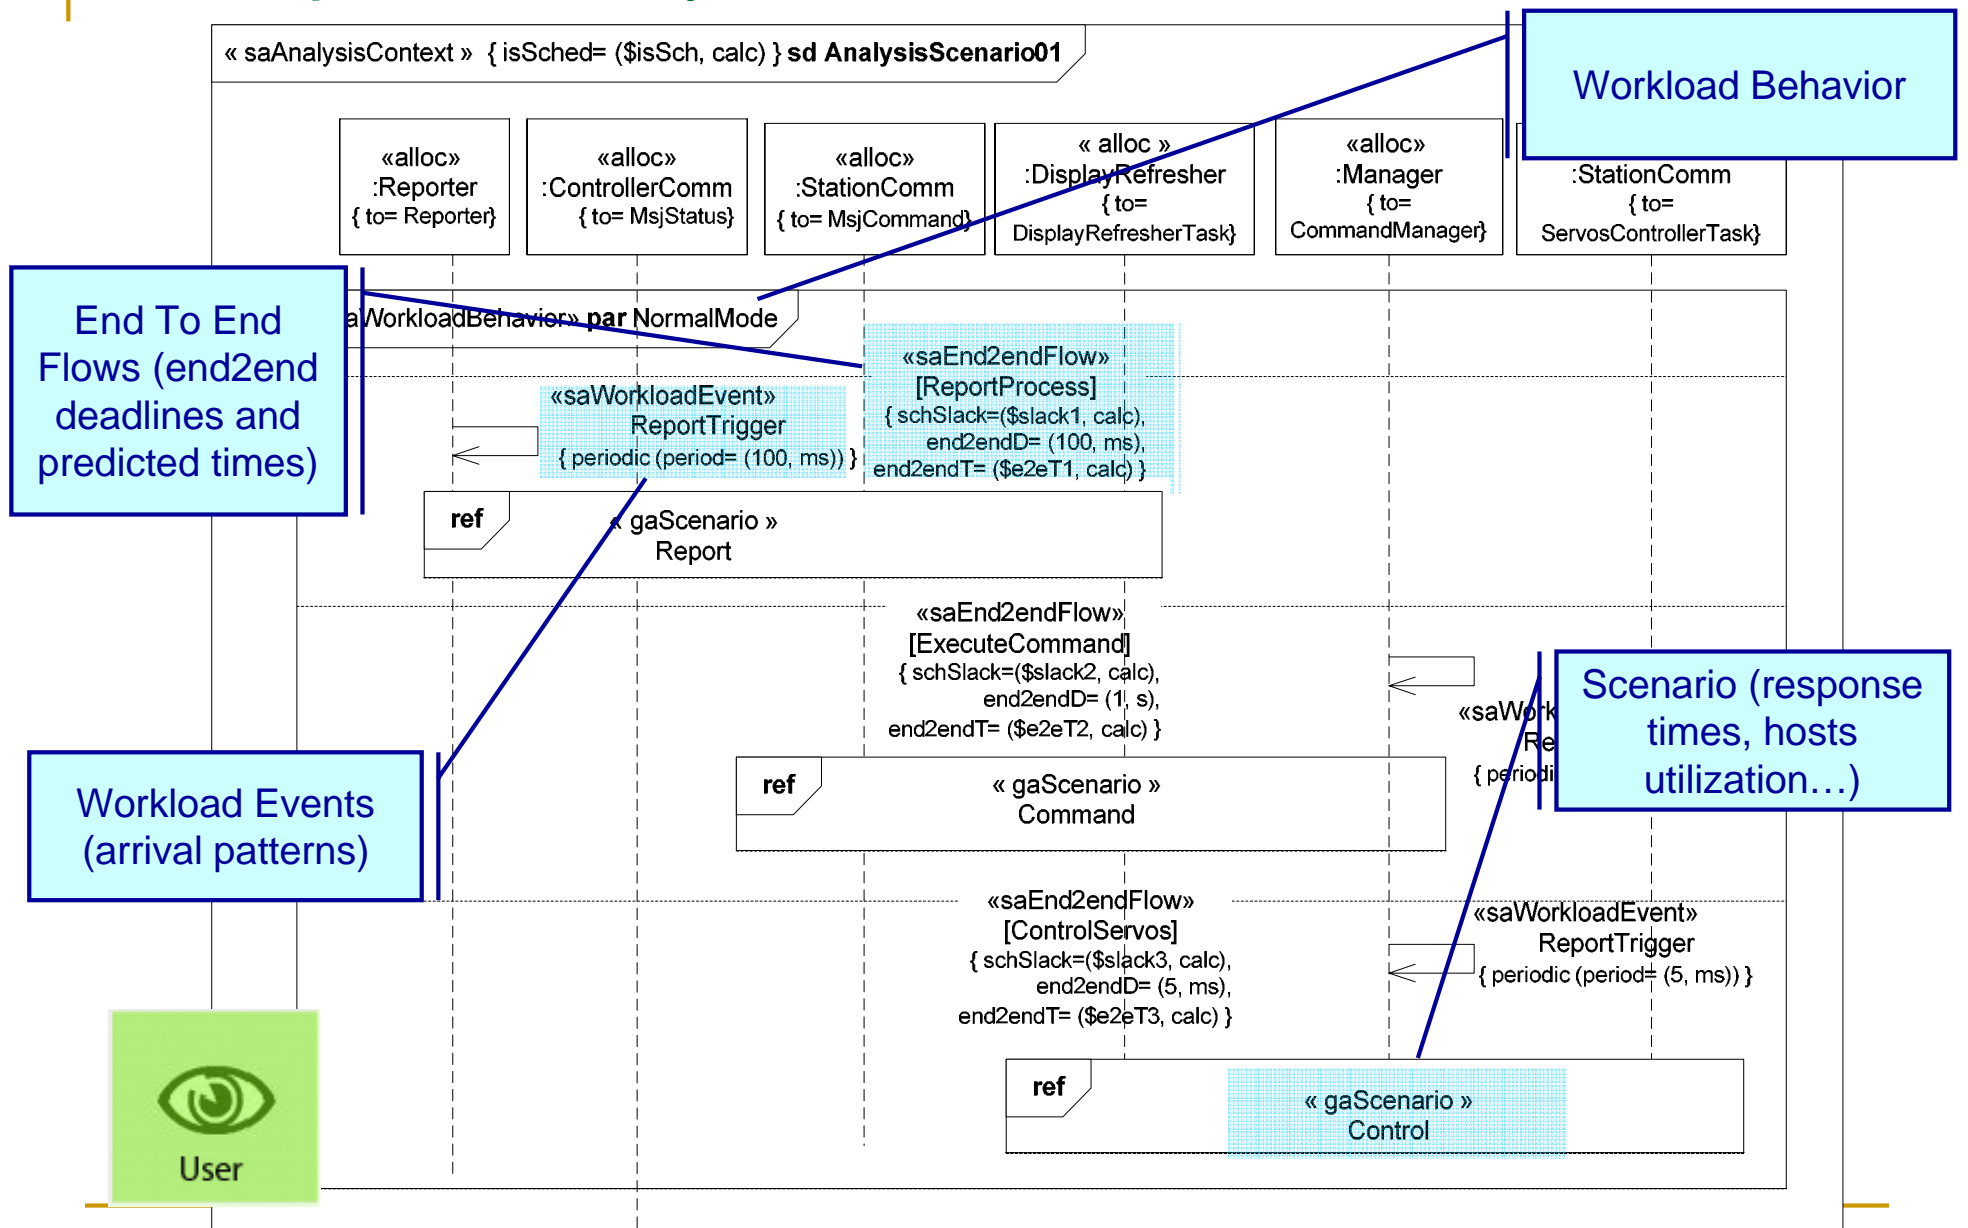 « saAnalysisContext » { isSched= ($isSch, calc) } sd AnalysisScenario01
Workload Behavior
«alloc»
:Reporter
{ to= Reporter}
«alloc»
:ControllerComm
{ to= MsjStatus}
«alloc»
:StationComm
{ to= MsjCommand}
« alloc »
:DisplayRefresher
{ to=
DisplayRefresherTask}
«alloc»
:Manager
{ to=
CommandManager}
:StationComm
{ to=
ServosControllerTask}
End To End
Flows (end2end
deadlines and
predicted times)
aWorkloadBehavior» par NormalMode
«saEnd2endFlow»
[ReportProcess]
{ schSlack=($slack1, calc),
end2endD= (100, ms),
end2endT= ($e2eT1, calc) }
«saWorkloadEvent»
ReportTrigger
{ periodic (period= (100, ms)) }
ref
« gaScenario »
Report
«saEnd2endFlow»
[ExecuteCommand]
{ schSlack=($slack2, calc),
end2endD= (1, s),
end2endT= ($e2eT2, calc) }
«saWork
Re
{ periodi
Scenario (response
times, hosts
utilization…)
Workload Events
(arrival patterns)
ref
« gaScenario »
Command
«saEnd2endFlow»
[ControlServos]
{ schSlack=($slack3, calc),
end2endD= (5, ms),
end2endT= ($e2eT3, calc) }
«saWorkloadEvent»
ReportTrigger
{ periodic (period= (5, ms)) }
ref
« gaScenario »
Control
User